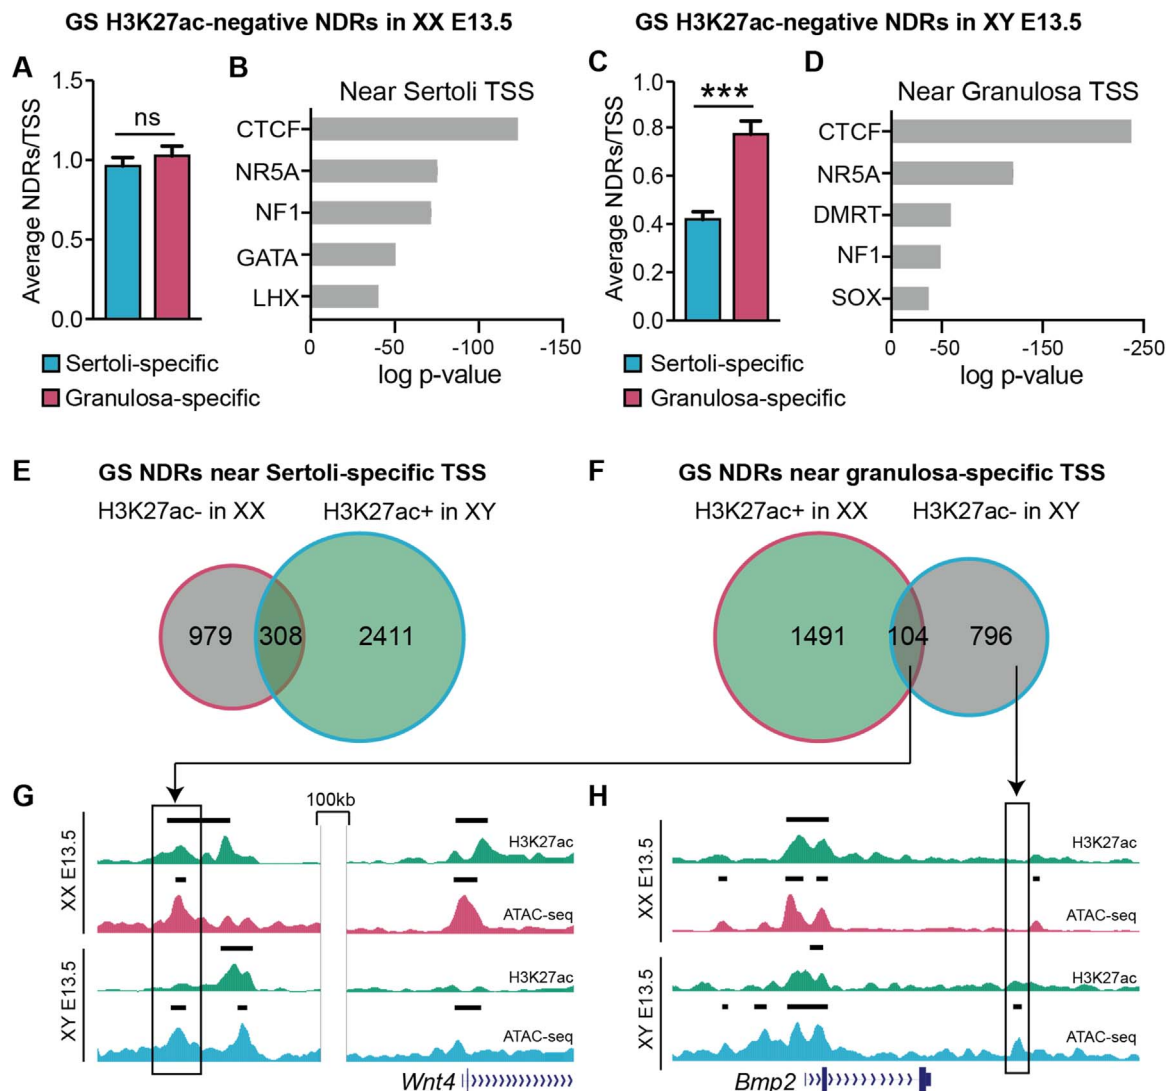 GS H3K27ac-negative NDRs in XX E13.5
GS H3K27ac-negative NDRs in XY E13.5
A
Average NDRs/TSS
1.5
1.0
0.5
0.0
ns
Sertoli-specific
Granulosa-specific
B
Near Sertoli TSS
CTCF
NR5A
NF1
GATA
LHX
0
-50
-100
-150
log p-value
C
Average NDRs/TSS
1.0
0.8
0.6
0.4
0.2
0.0
***
Sertoli-specific
Granulosa-specific
D
Near Granulosa TSS
CTCF
NR5A
DMRT
NF1
SOX
0
-50
-150
-250
log p-value
E
GS NDRs near Sertoli-specific TSS
H3K27ac- in XX
H3K27ac+ in XY
979
308
2411
F
GS NDRs near granulosa-specific TSS
H3K27ac+ in XX
H3K27ac- in XY
1491
104
796
G
100kb
XX E13.5
H3K27ac
ATAC-seq
XY E13.5
H3K27ac
ATAC-seq
Wnt4
H
XX E13.5
H3K27ac
ATAC-seq
XY E13.5
H3K27ac
ATAC-seq
Bmp2